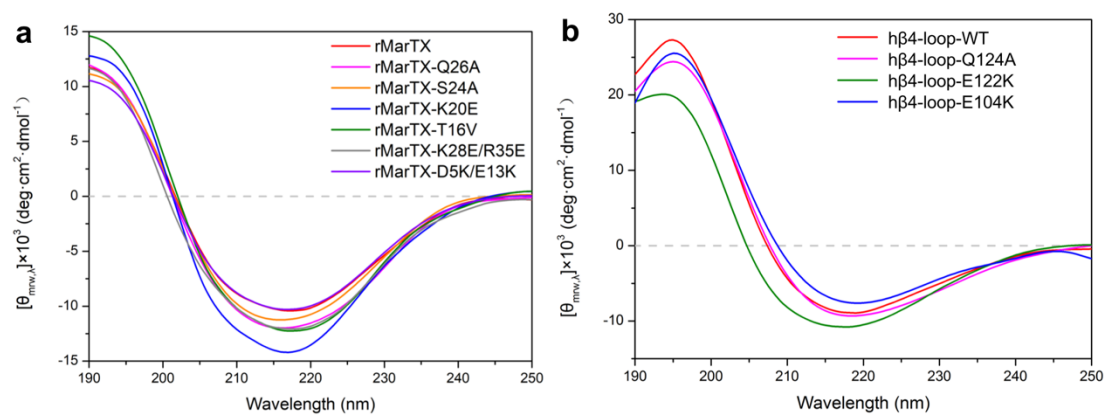 a
rMarTX
rMarTX-Q26A
rMarTX-S24A
rMarTX-K20E
rMarTX-T16V
rMarTX-K28E/R35E
rMarTX-D5K/E13K
[θmrw,λ]×10³ (deg·cm²·dmol⁻¹)
15
10
5
0
-5
-10
-15
190 200 210 220 230 240 250
Wavelength (nm)
b
hβ4-loop-WT
hβ4-loop-Q124A
hβ4-loop-E122K
hβ4-loop-E104K
[θmrw,λ]×10³ (deg·cm²·dmol⁻¹)
30
20
10
0
-10
190 200 210 220 230 240 250
Wavelength (nm)